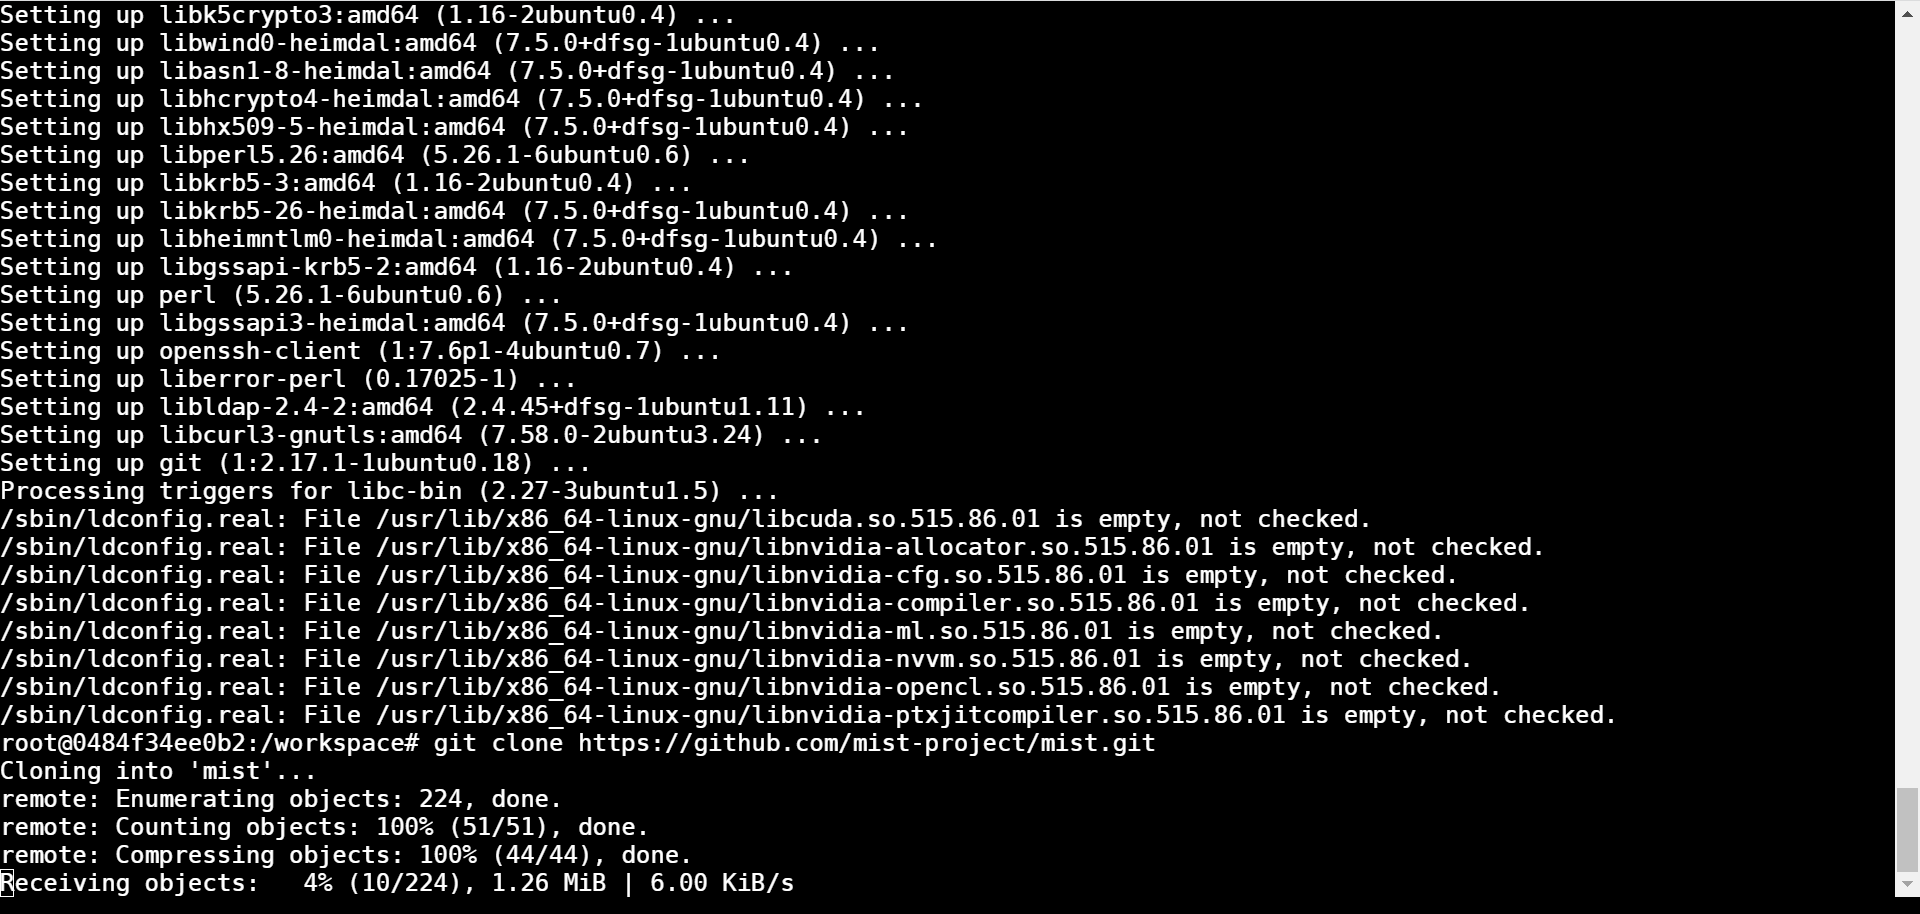 Setting up libk5crypto3:amd64 (1.16-2ubuntu0.4) ...
Setting up libwind0-heimdal:amd64 (7.5.0+dfsg-1ubuntu0.4) ...
Setting up libasn1-8-heimdal:amd64 (7.5.0+dfsg-1ubuntu0.4) ...
Setting up libhcrypto4-heimdal:amd64 (7.5.0+dfsg-1ubuntu0.4) ...
Setting up libhx509-5-heimdal:amd64 (7.5.0+dfsg-1ubuntu0.4) ...
Setting up libperl5.26:amd64 (5.26.1-6ubuntu0.6) ...
Setting up libkrb5-3:amd64 (1.16-2ubuntu0.4) ...
Setting up libkrb5-26-heimdal:amd64 (7.5.0+dfsg-1ubuntu0.4) ...
Setting up libheimntlm0-heimdal:amd64 (7.5.0+dfsg-1ubuntu0.4) ...
Setting up libgssapi-krb5-2:amd64 (1.16-2ubuntu0.4) ...
Setting up perl (5.26.1-6ubuntu0.6) ...
Setting up libgssapi3-heimdal:amd64 (7.5.0+dfsg-1ubuntu0.4) ...
Setting up openssh-client (1:7.6p1-4ubuntu0.7) ...
Setting up liberror-perl (0.17025-1) ...
Setting up libldap-2.4-2:amd64 (2.4.45+dfsg-1ubuntu1.11) ...
Setting up libcurl3-gnutls:amd64 (7.58.0-2ubuntu3.24) ...
Setting up git (1:2.17.1-1ubuntu0.18) ...
Processing triggers for libc-bin (2.27-3ubuntu1.5) ...
/sbin/ldconfig.real: File /usr/lib/x86_64-linux-gnu/libcuda.so.515.86.01 is empty, not checked.
/sbin/ldconfig.real: File /usr/lib/x86_64-linux-gnu/libnvidia-allocator.so.515.86.01 is empty, not checked.
/sbin/ldconfig.real: File /usr/lib/x86_64-linux-gnu/libnvidia-cfg.so.515.86.01 is empty, not checked.
/sbin/ldconfig.real: File /usr/lib/x86_64-linux-gnu/libnvidia-compiler.so.515.86.01 is empty, not checked.
/sbin/ldconfig.real: File /usr/lib/x86_64-linux-gnu/libnvidia-ml.so.515.86.01 is empty, not checked.
/sbin/ldconfig.real: File /usr/lib/x86_64-linux-gnu/libnvidia-nvvm.so.515.86.01 is empty, not checked.
/sbin/ldconfig.real: File /usr/lib/x86_64-linux-gnu/libnvidia-opencl.so.515.86.01 is empty, not checked.
/sbin/ldconfig.real: File /usr/lib/x86_64-linux-gnu/libnvidia-ptxjitcompiler.so.515.86.01 is empty, not checked.
root@0484f34ee0b2:/workspace# git clone https://github.com/mist-project/mist.git
Cloning into 'mist'...
remote: Enumerating objects: 224, done.
remote: Counting objects: 100% (51/51), done.
remote: Compressing objects: 100% (44/44), done.
Receiving objects:   4% (10/224), 1.26 MiB | 6.00 KiB/s